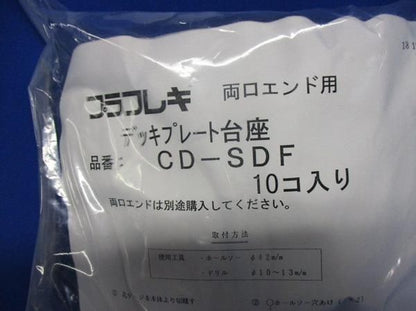 プラフレキ 両口エンド用
デッキプレート台座
品番: CD-SDF
10コ入り
両口エンドは別途購入してください。
取付方法
使用工具 ・ホールソー φ42m/m
・ドリル φ10~13m/m